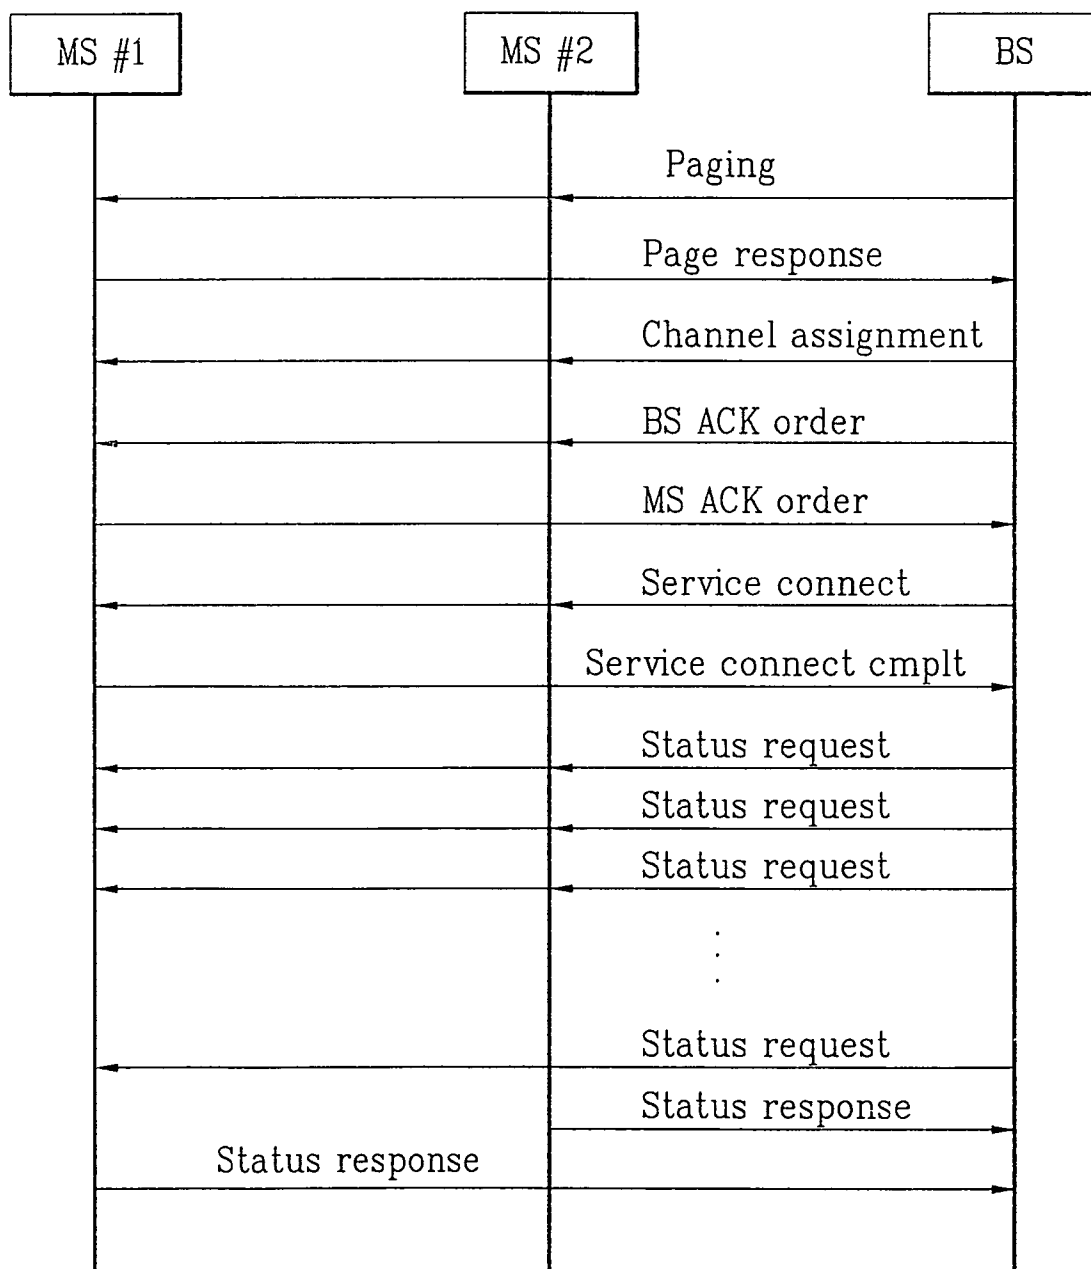 MS #1
MS #2
BS
Paging
Page response
Channel assignment
BS ACK order
MS ACK order
Service connect
Service connect cmplt
Status request
Status request
Status request
Status request
Status response
Status response